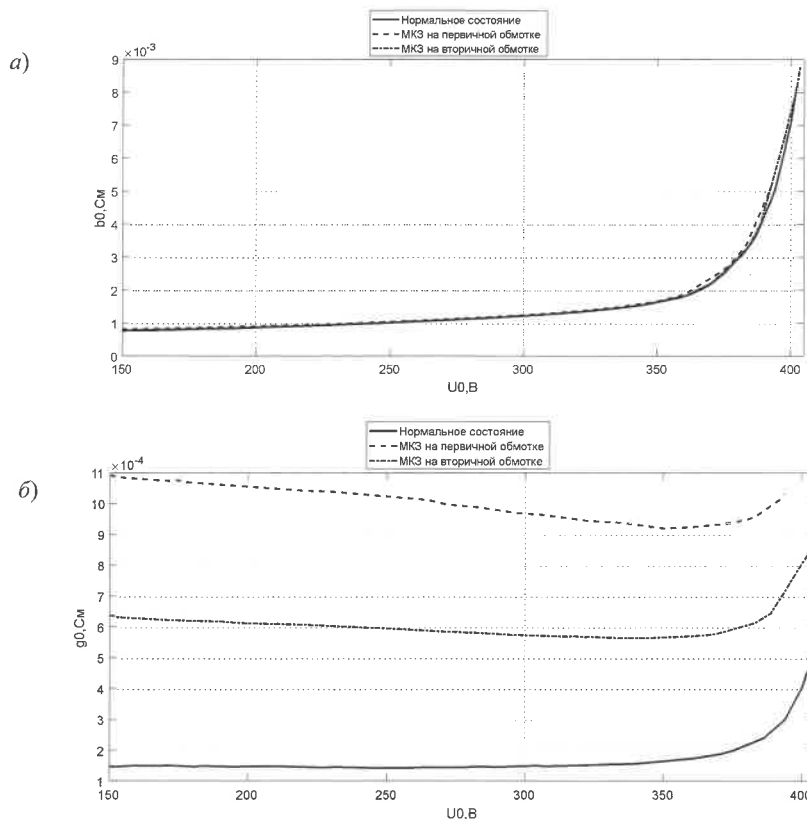 а)
Нормальное состояние
МКЗ на первичной обмотке
МКЗ на вторичной обмотке
×10⁻³
9
8
7
6
5
4
3
2
1
0
b0,См
150 200 250 300 350 400
U0,В
б)
Нормальное состояние
МКЗ на первичной обмотке
МКЗ на вторичной обмотке
×10⁻⁴
11
10
9
8
7
6
5
4
3
2
1
g0,См
150 200 250 300 350 400
U0,В